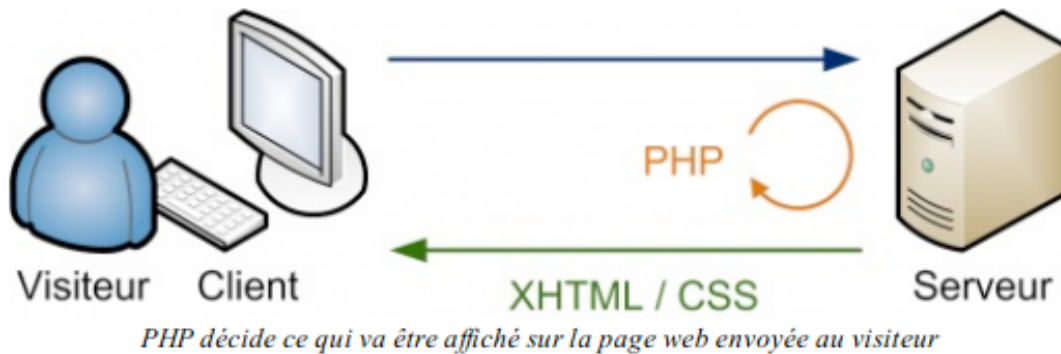 PHP
XHTML / CSS
Visiteur Client Serveur
PHP décide ce qui va être affiché sur la page web envoyée au visiteur